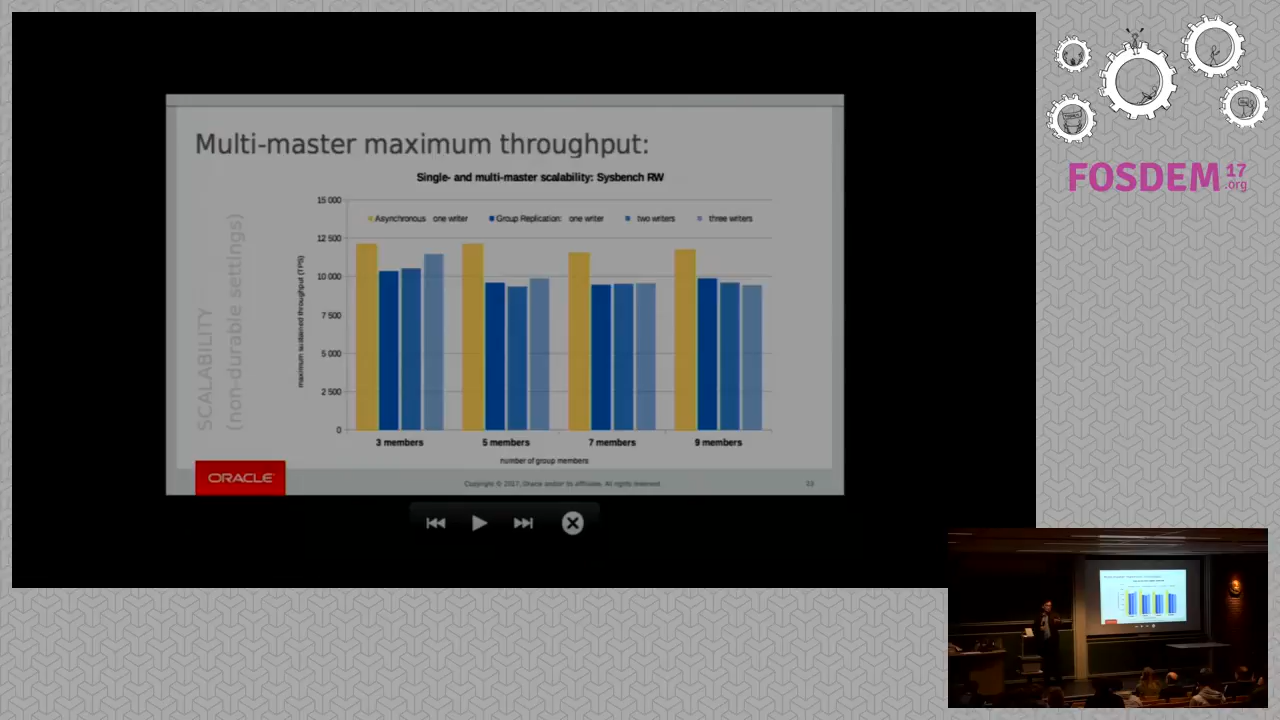 Multi-master maximum throughput:
Single- and multi-master scalability: Sysbench RW
15 000
12 500
10 000
7 500
5 000
2 500
0
Asynchronous one writer
Group Replication: one writer
two writers
three writers
maximum sustained throughput (TPS)
SCALABILITY
(non-durable settings)
3 members
5 members
7 members
9 members
number of group members
ORACLE
Copyright © 2017, Oracle and/or its affiliates. All rights reserved.
23
FOSDEM 17
.org